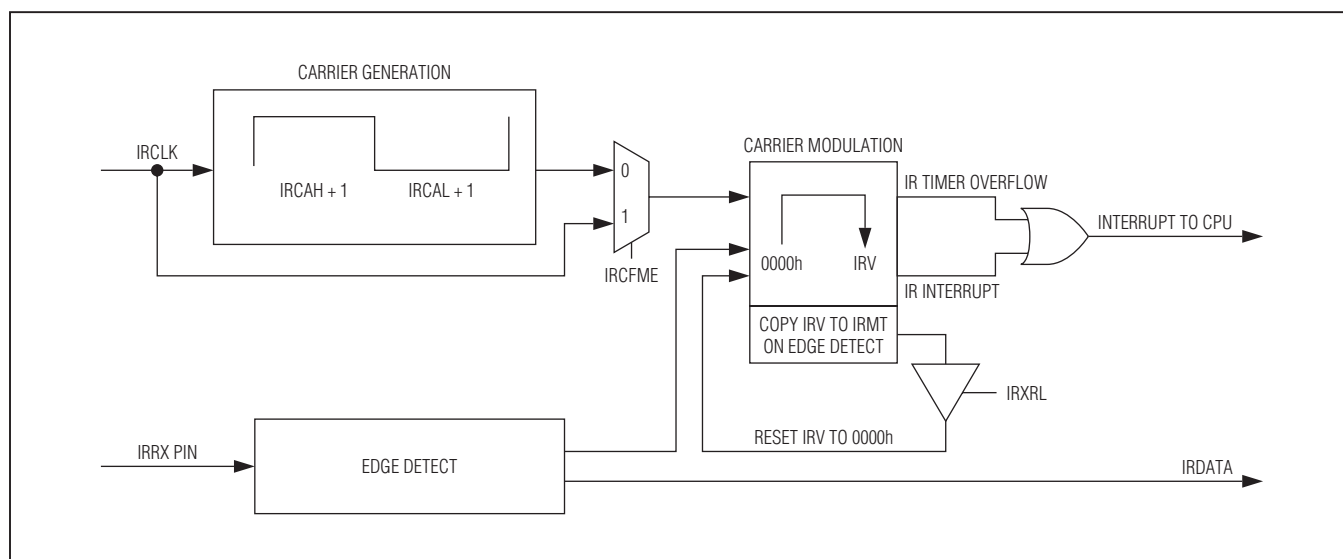 CARRIER GENERATION
IRCLK
IRCAH + 1
IRCAL + 1
0
1
IRCFME
CARRIER MODULATION
0000h
IRV
IR TIMER OVERFLOW
INTERRUPT TO CPU
IR INTERRUPT
COPY IRV TO IRMT
ON EDGE DETECT
IRXRL
RESET IRV TO 0000h
IRRX PIN
EDGE DETECT
IRDATA